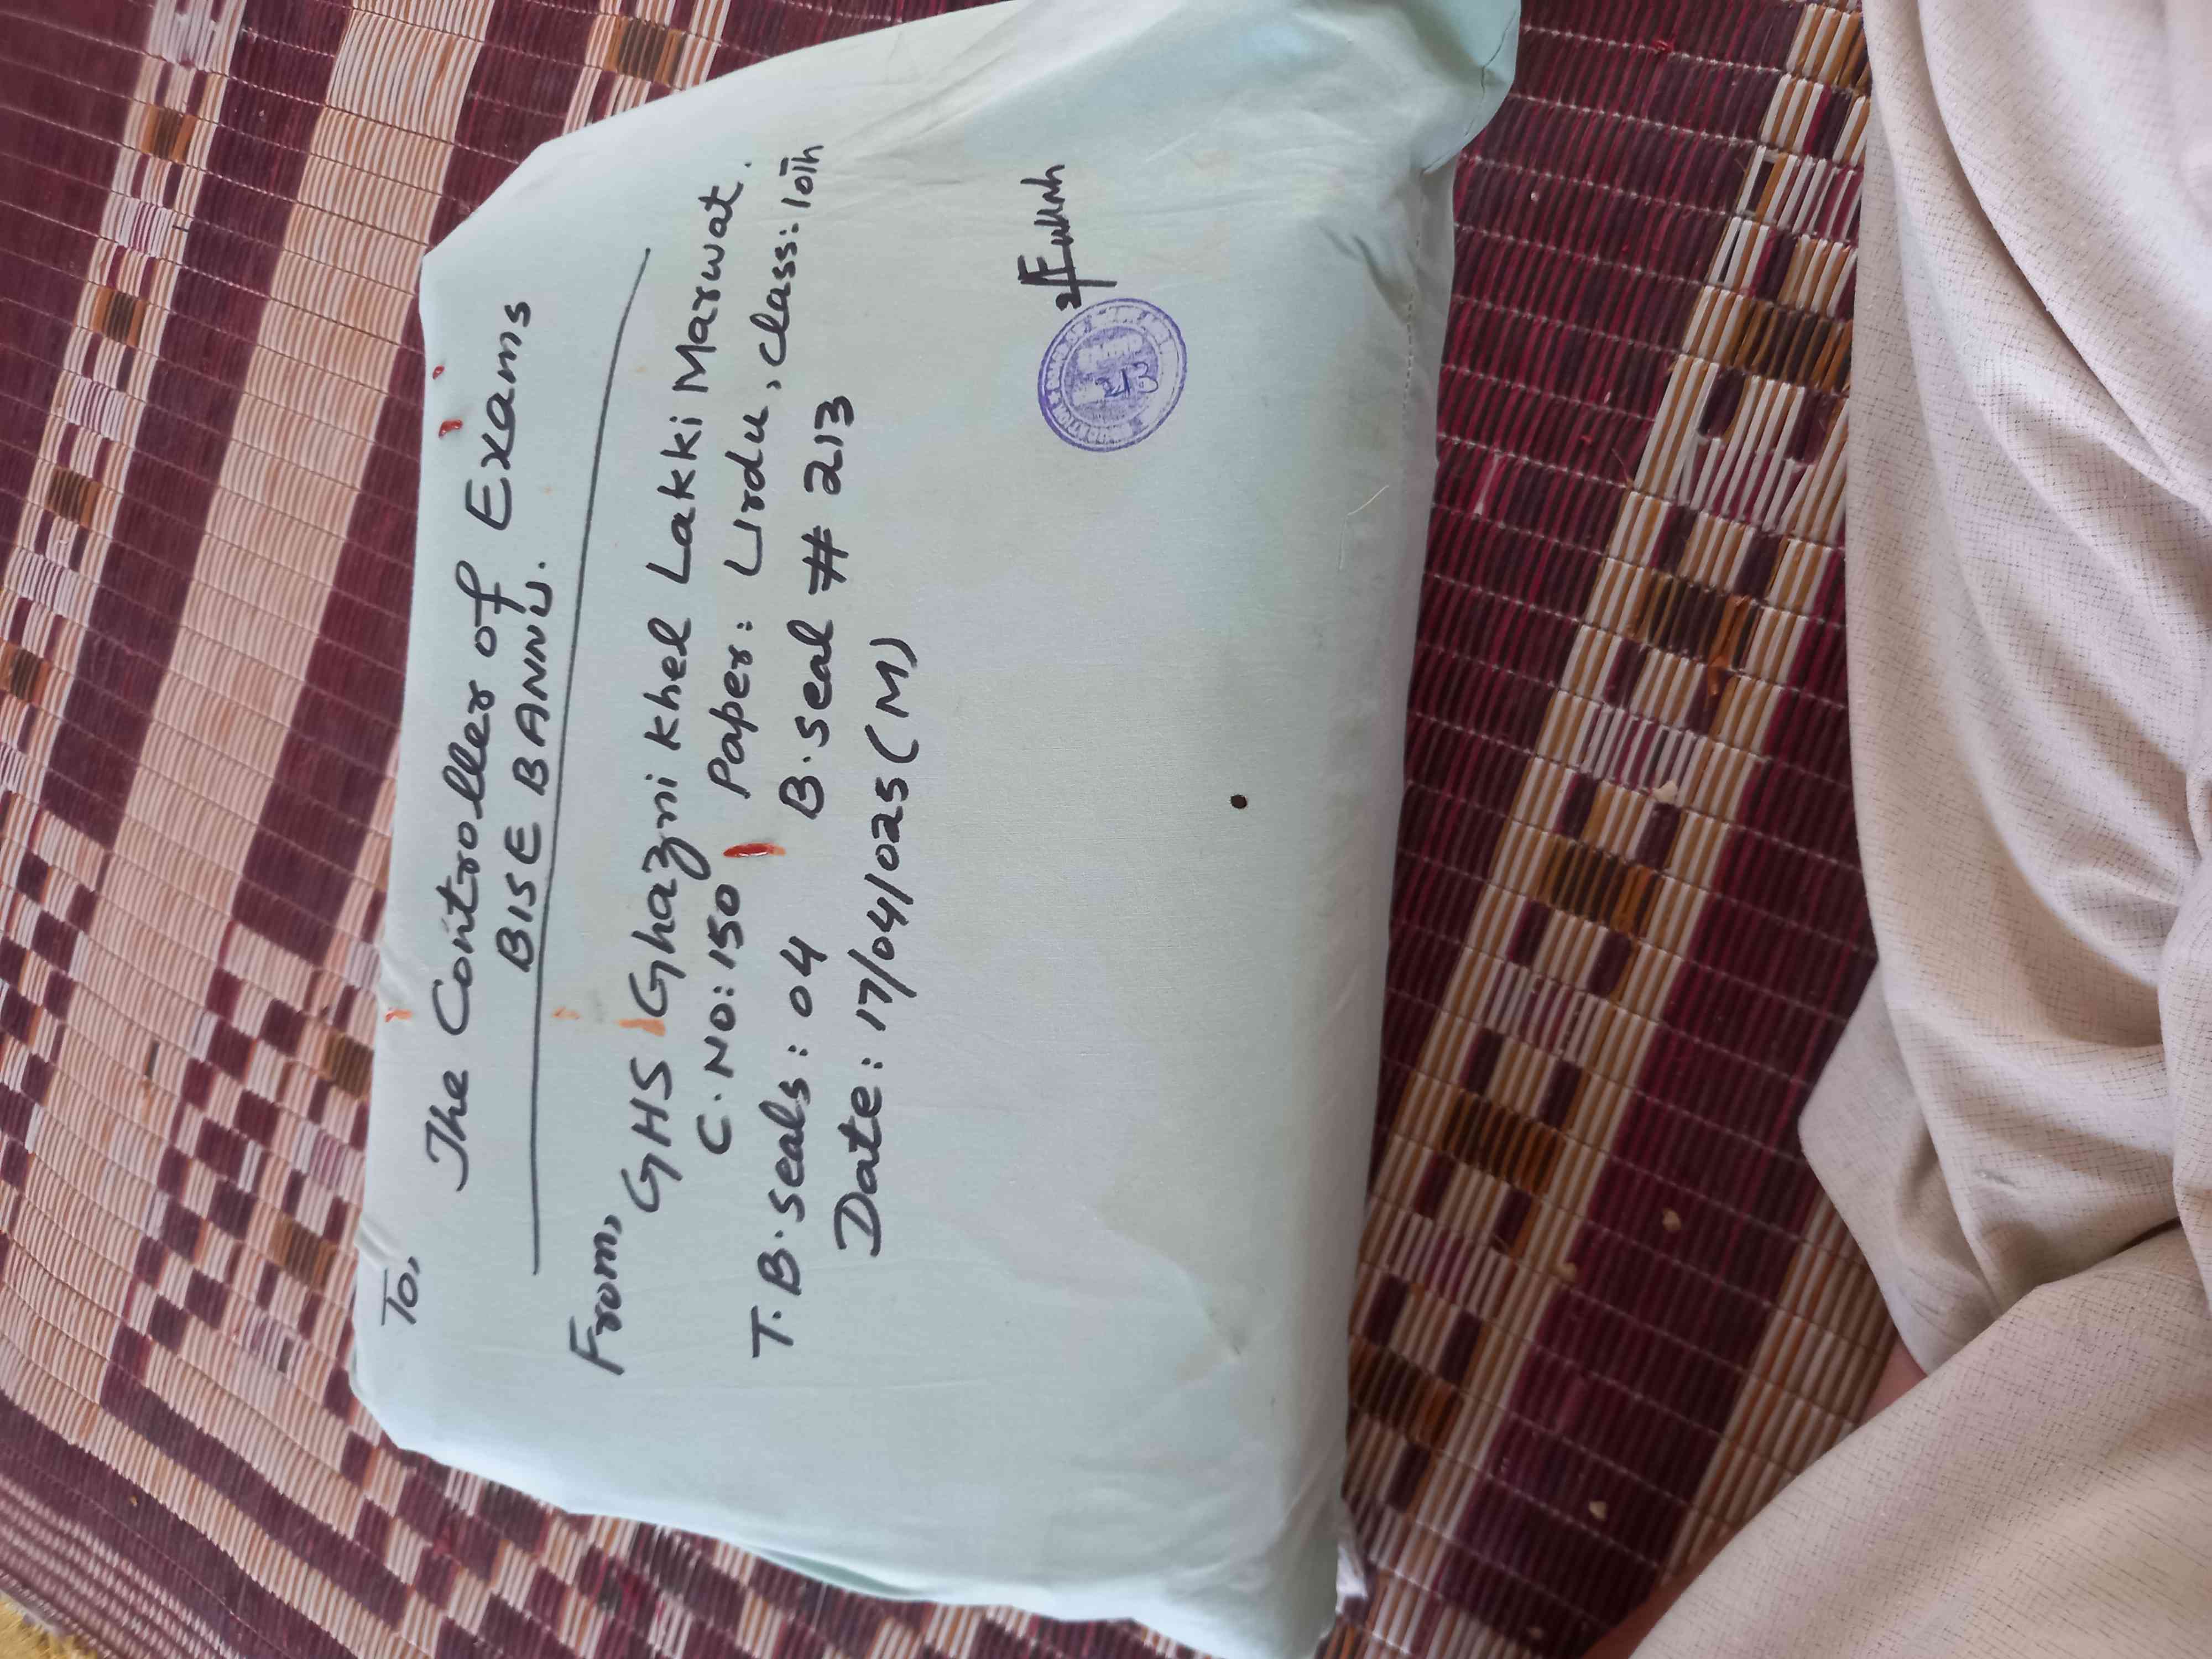 To,
The Controller of Exams
BISE BANNU.
From,
GHS Ghazni Khel Lakki Marwat.
C.NO:150 Paper: Urdu, class: 10th
T.B.seals: 04 B.seal # 213
Date: 17/04/025(M)